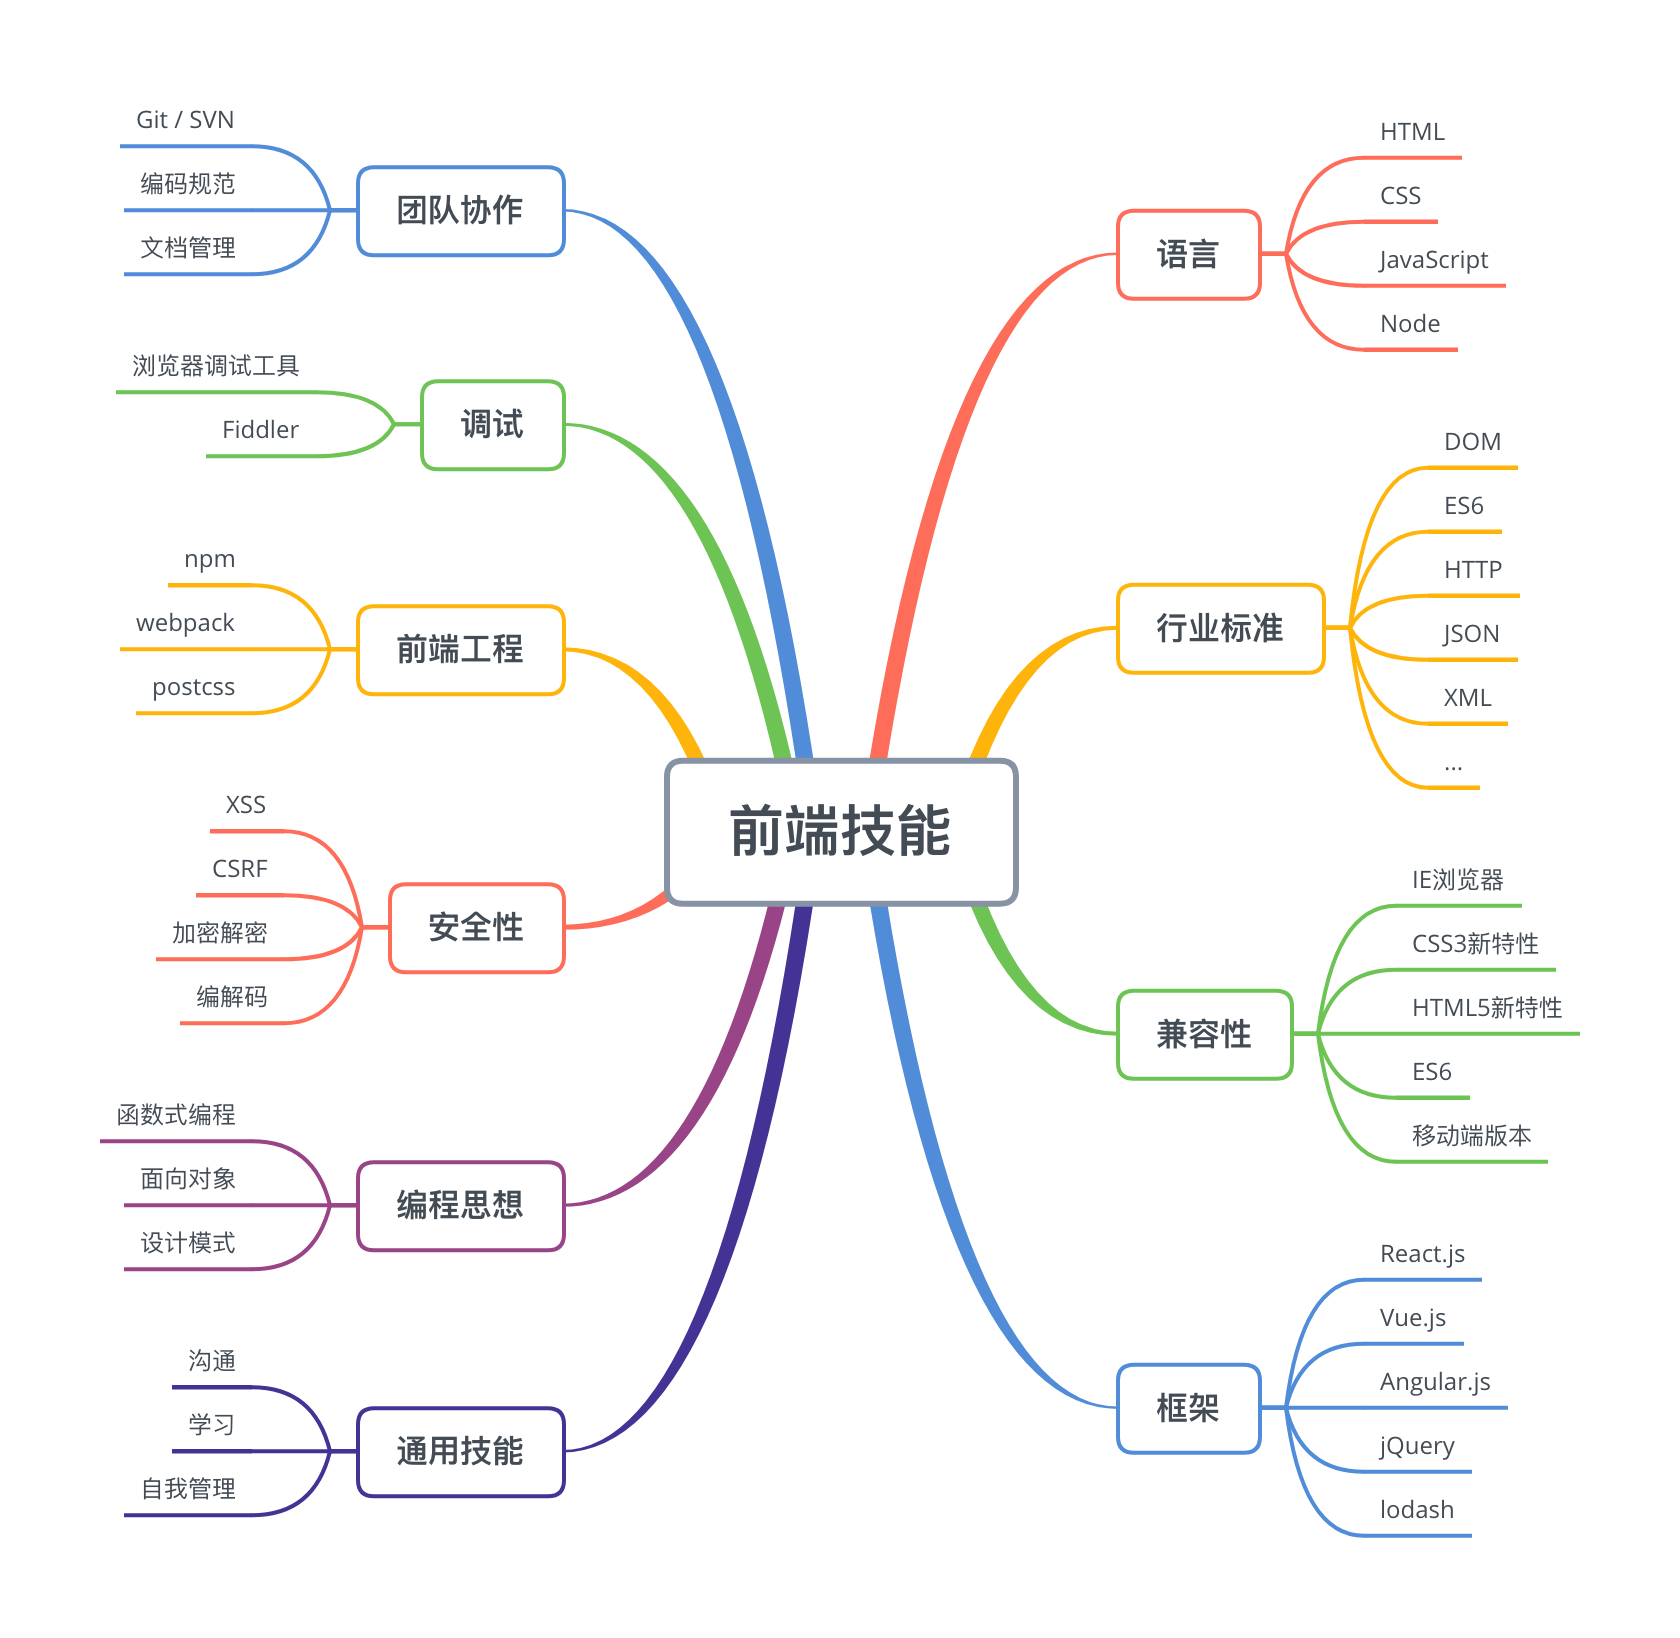 前端技能
语言
HTML
CSS
JavaScript
Node
行业标准
DOM
ES6
HTTP
JSON
XML
...
兼容性
IE浏览器
CSS3新特性
HTML5新特性
ES6
移动端版本
框架
React.js
Vue.js
Angular.js
jQuery
lodash
团队协作
Git / SVN
编码规范
文档管理
调试
浏览器调试工具
Fiddler
前端工程
npm
webpack
postcss
安全性
XSS
CSRF
加密解密
编解码
编程思想
函数式编程
面向对象
设计模式
通用技能
沟通
学习
自我管理